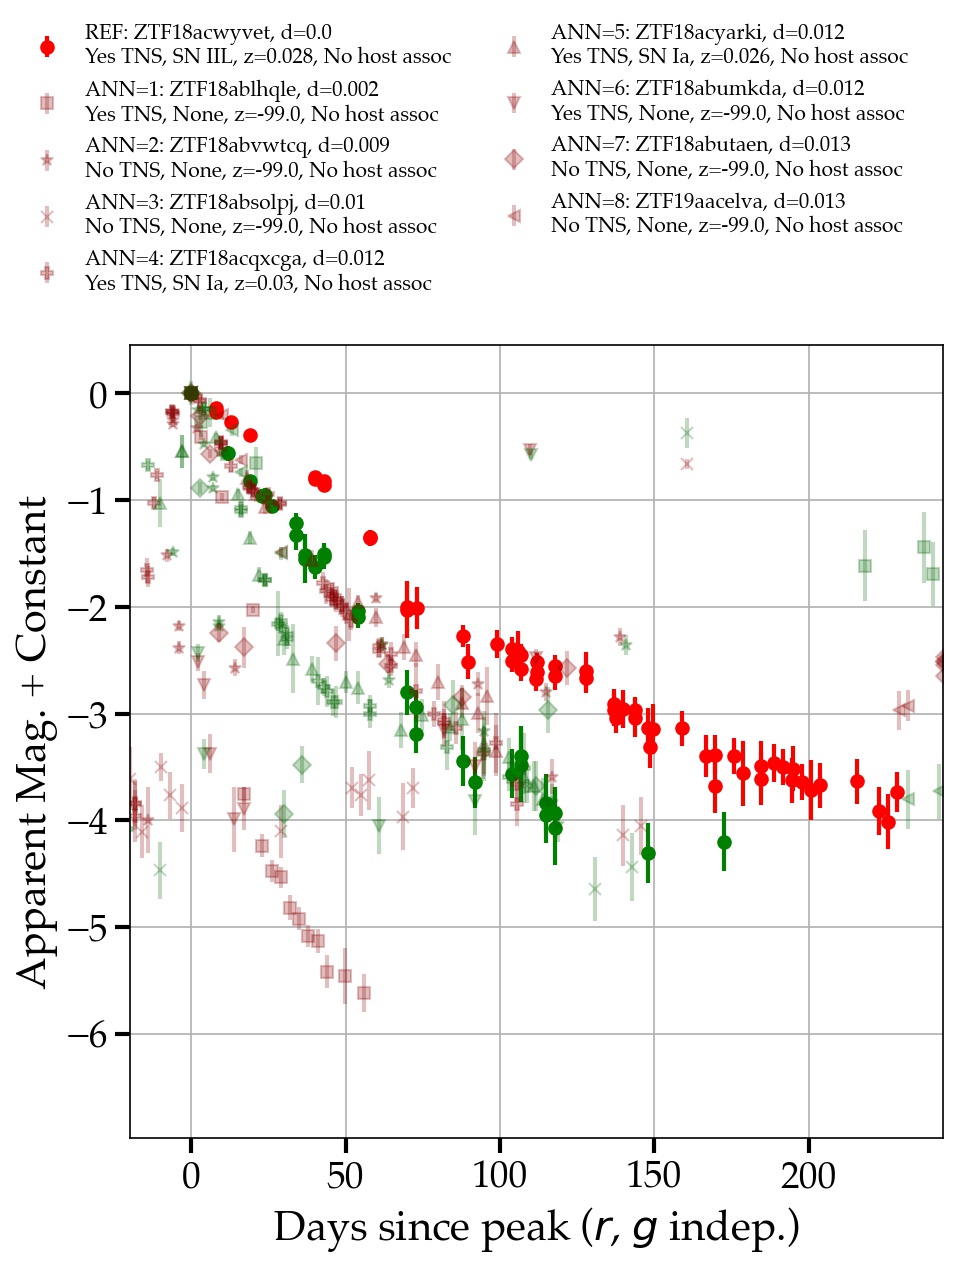 REF: ZTF18acwyvet, d=0.0
Yes TNS, SN IIL, z=0.028, No host assoc
ANN=1: ZTF18ablhqle, d=0.002
Yes TNS, None, z=-99.0, No host assoc
ANN=2: ZTF18abvwtcq, d=0.009
No TNS, None, z=-99.0, No host assoc
ANN=3: ZTF18absolpj, d=0.01
No TNS, None, z=-99.0, No host assoc
ANN=4: ZTF18acqxcga, d=0.012
Yes TNS, SN Ia, z=0.03, No host assoc
ANN=5: ZTF18acyarki, d=0.012
Yes TNS, SN Ia, z=0.026, No host assoc
ANN=6: ZTF18abumkda, d=0.012
Yes TNS, None, z=-99.0, No host assoc
ANN=7: ZTF18abutaen, d=0.013
No TNS, None, z=-99.0, No host assoc
ANN=8: ZTF19aacelva, d=0.013
No TNS, None, z=-99.0, No host assoc
Apparent Mag. + Constant
0
−1
−2
−3
−4
−5
−6
0 50 100 150 200
Days since peak (r, g indep.)